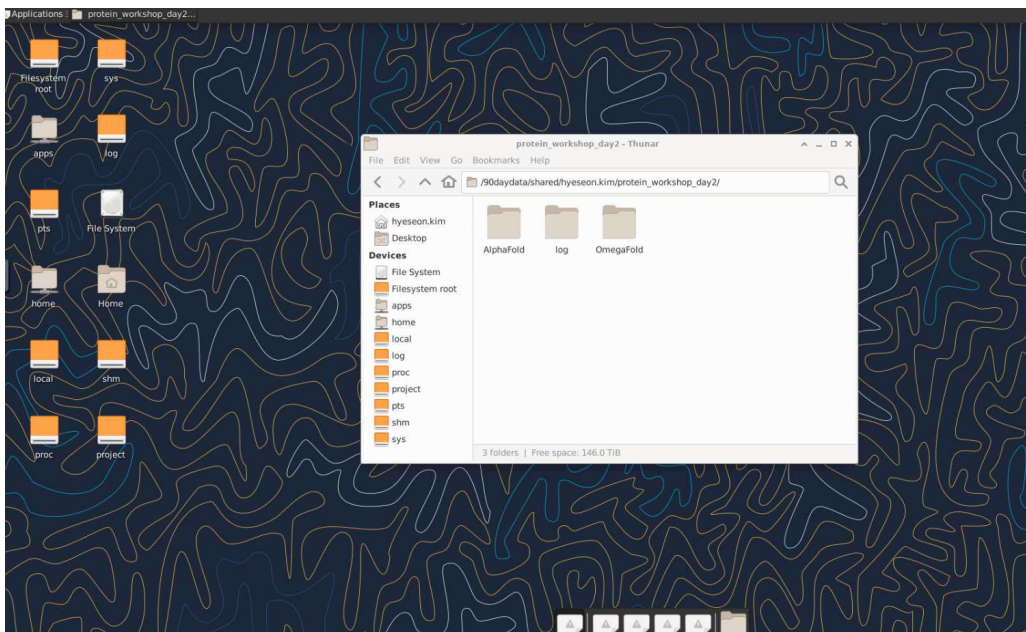 Applications : protein_workshop_day2...
Filesystem root
sys
apps
log
pts
File System
home
Home
local
shm
proc
project
protein_workshop_day2 - Thunar
File Edit View Go Bookmarks Help
/90daydata/shared/hyeseon.kim/protein_workshop_day2/
Places
hyeseon.kim
Desktop
Devices
File System
Filesystem root
apps
home
local
log
proc
project
pts
shm
sys
AlphaFold log OmegaFold
3 folders | Free space: 146.0 TiB